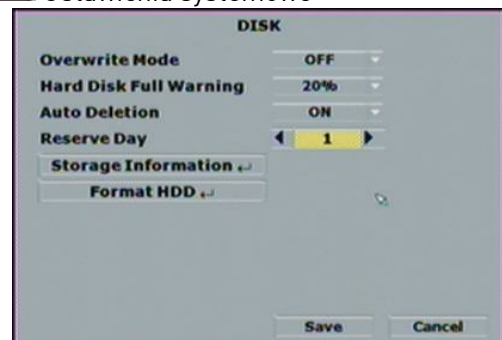 DISK
Overwrite Mode OFF
Hard Disk Full Warning 20%
Auto Deletion ON
Reserve Day 1
Storage Information ↵
Format HDD ↵
Save Cancel